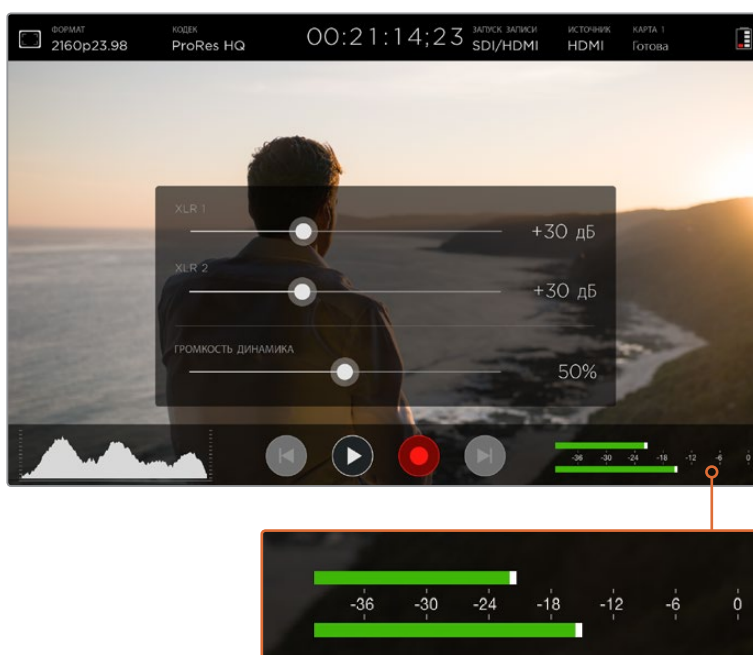 ФОРМАТ КОДЕК ЗАПУСК ЗАПИСИ ИСТОЧНИК КАРТА 1
2160p23.98 ProRes HQ 00:21:14;23 SDI/HDMI HDMI Готова
XLR 1
+30 дБ
XLR 2
+30 дБ
ГРОМКОСТЬ ДИНАМИКА
50%
-36 -30 -24 -18 -12 -6 0
-36 -30 -24 -18 -12 -6 0